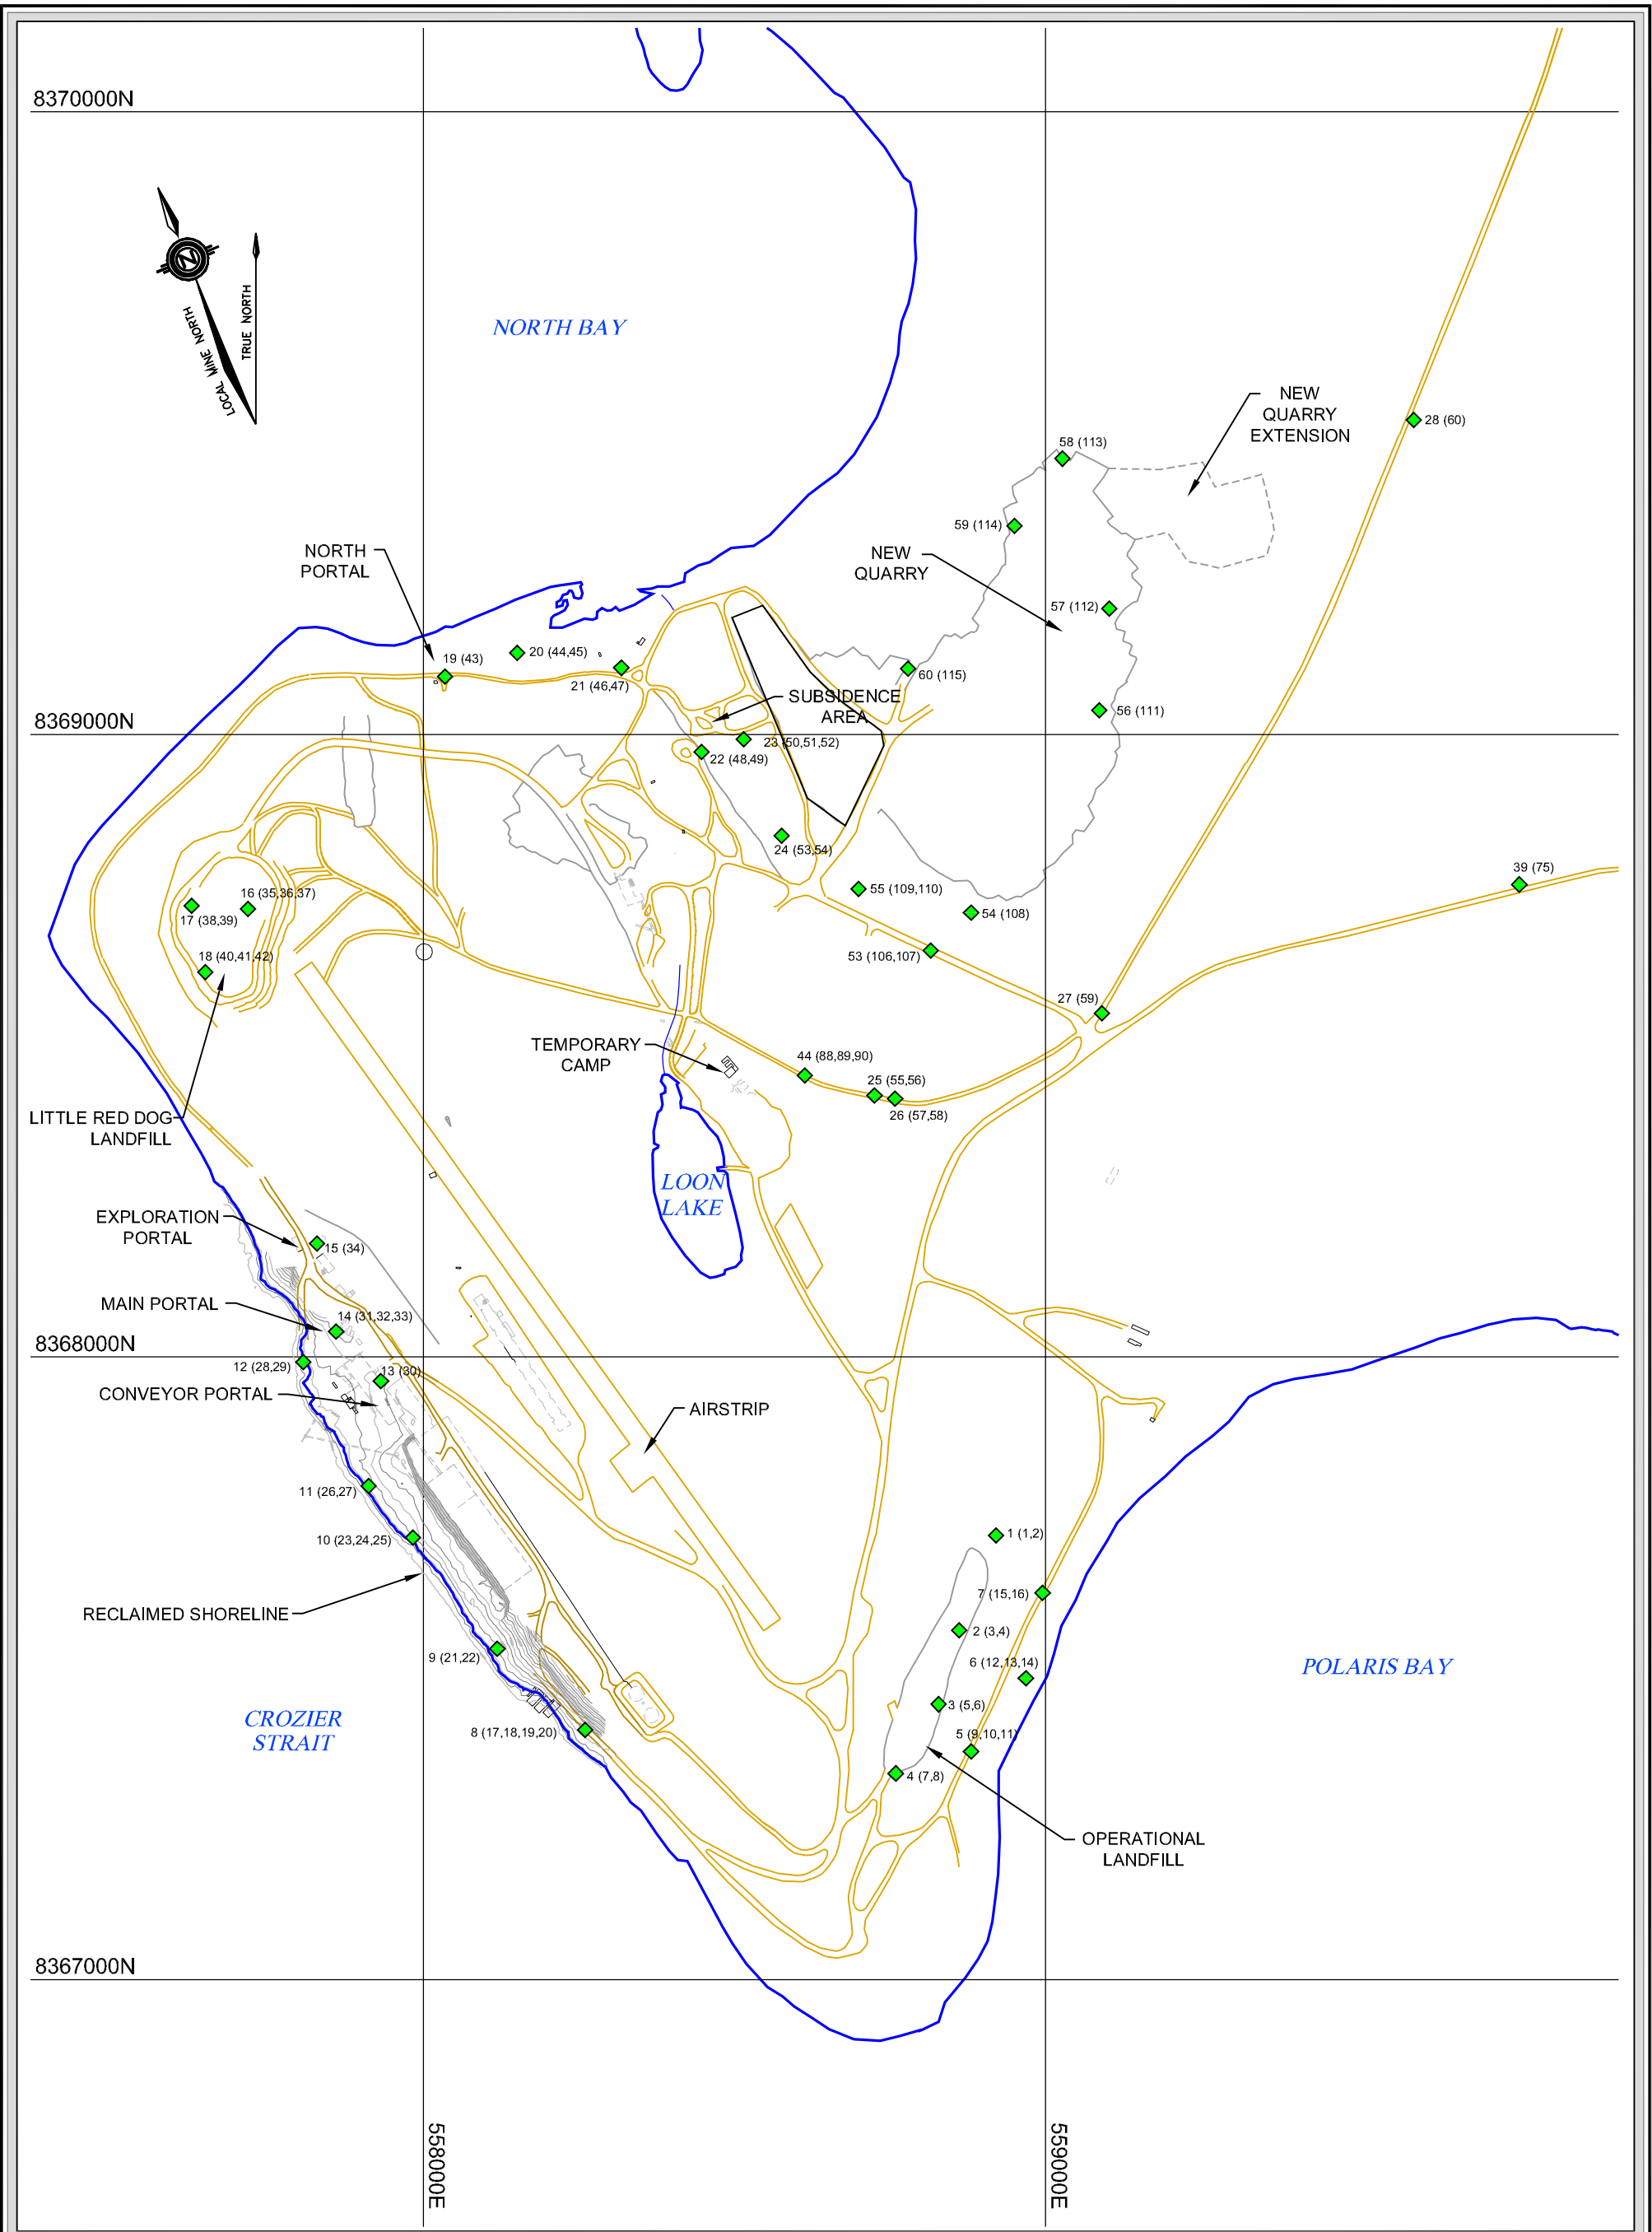 8370000N
N
LOCAL MINE NORTH
TRUE NORTH
NORTH BAY
NEW
QUARRY
EXTENSION
28 (60)
58 (113)
59 (114)
NORTH
PORTAL
NEW
QUARRY
57 (112)
19 (43)
20 (44,45)
21 (46,47)
60 (115)
SUBSIDENCE
AREA
56 (111)
8369000N
23 (50,51,52)
22 (48,49)
24 (53,54)
39 (75)
16 (35,36,37)
17 (38,39)
55 (109,110)
54 (108)
18 (40,41,42)
53 (106,107)
27 (59)
TEMPORARY
CAMP
44 (88,89,90)
25 (55,56)
26 (57,58)
LITTLE RED DOG
LANDFILL
LOON
LAKE
EXPLORATION
PORTAL
15 (34)
MAIN PORTAL
14 (31,32,33)
8368000N
12 (28,29)
13 (30)
CONVEYOR PORTAL
AIRSTRIP
11 (26,27)
10 (23,24,25)
1 (1,2)
7 (15,16)
RECLAIMED SHORELINE
2 (3,4)
9 (21,22)
6 (12,13,14)
POLARIS BAY
3 (5,6)
CROZIER
STRAIT
8 (17,18,19,20)
5 (9,10,11)
4 (7,8)
OPERATIONAL
LANDFILL
8367000N
558000E
559000E